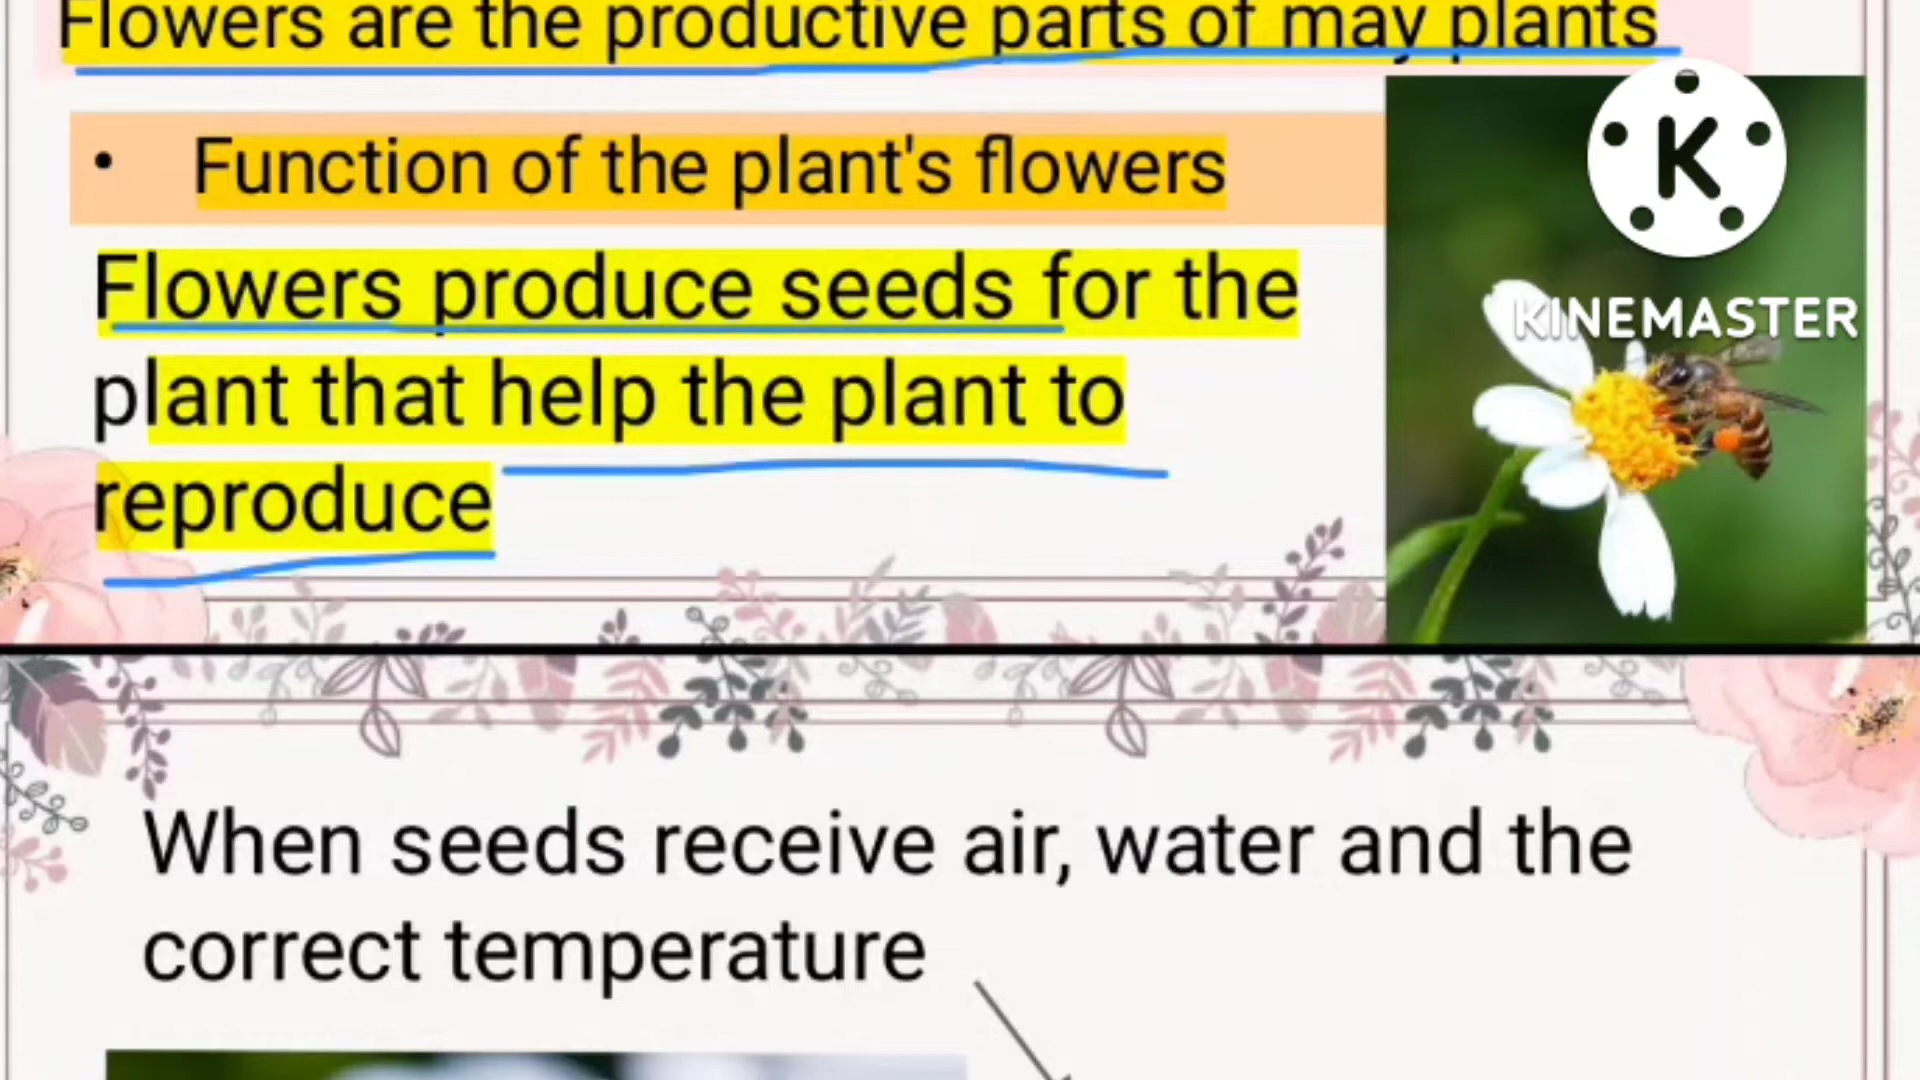 Flowers are the productive parts of may plants
• Function of the plant's flowers
Flowers produce seeds for the
plant that help the plant to
reproduce
K
KINEMASTER
When seeds receive air, water and the
correct temperature